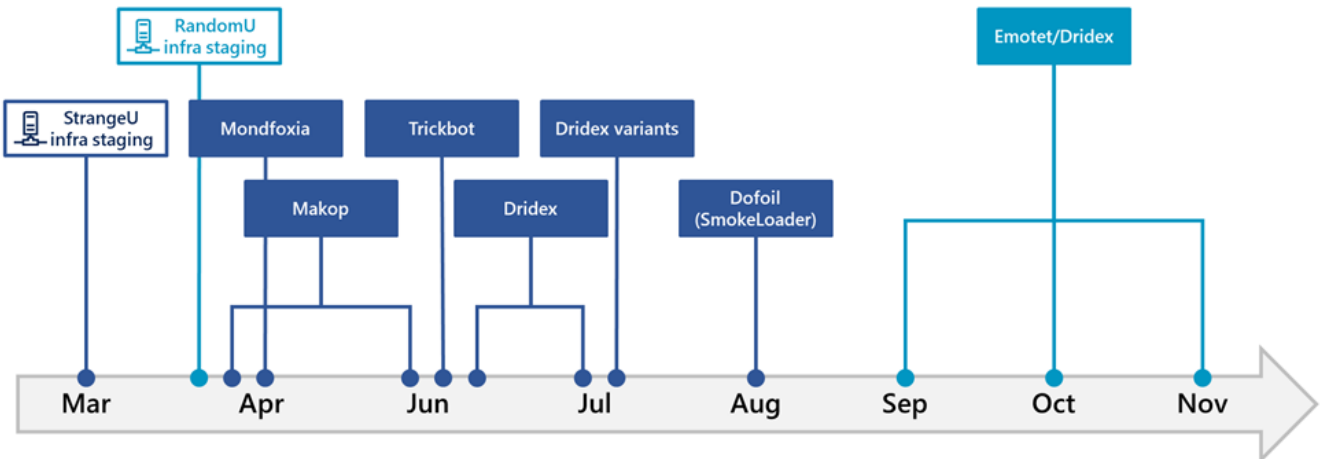 RandomU
infra staging
Emotet/Dridex
StrangeU
infra staging
Mondfoxia
Trickbot
Dridex variants
Makop
Dridex
Dofoil
(SmokeLoader)
Mar
Apr
Jun
Jul
Aug
Sep
Oct
Nov